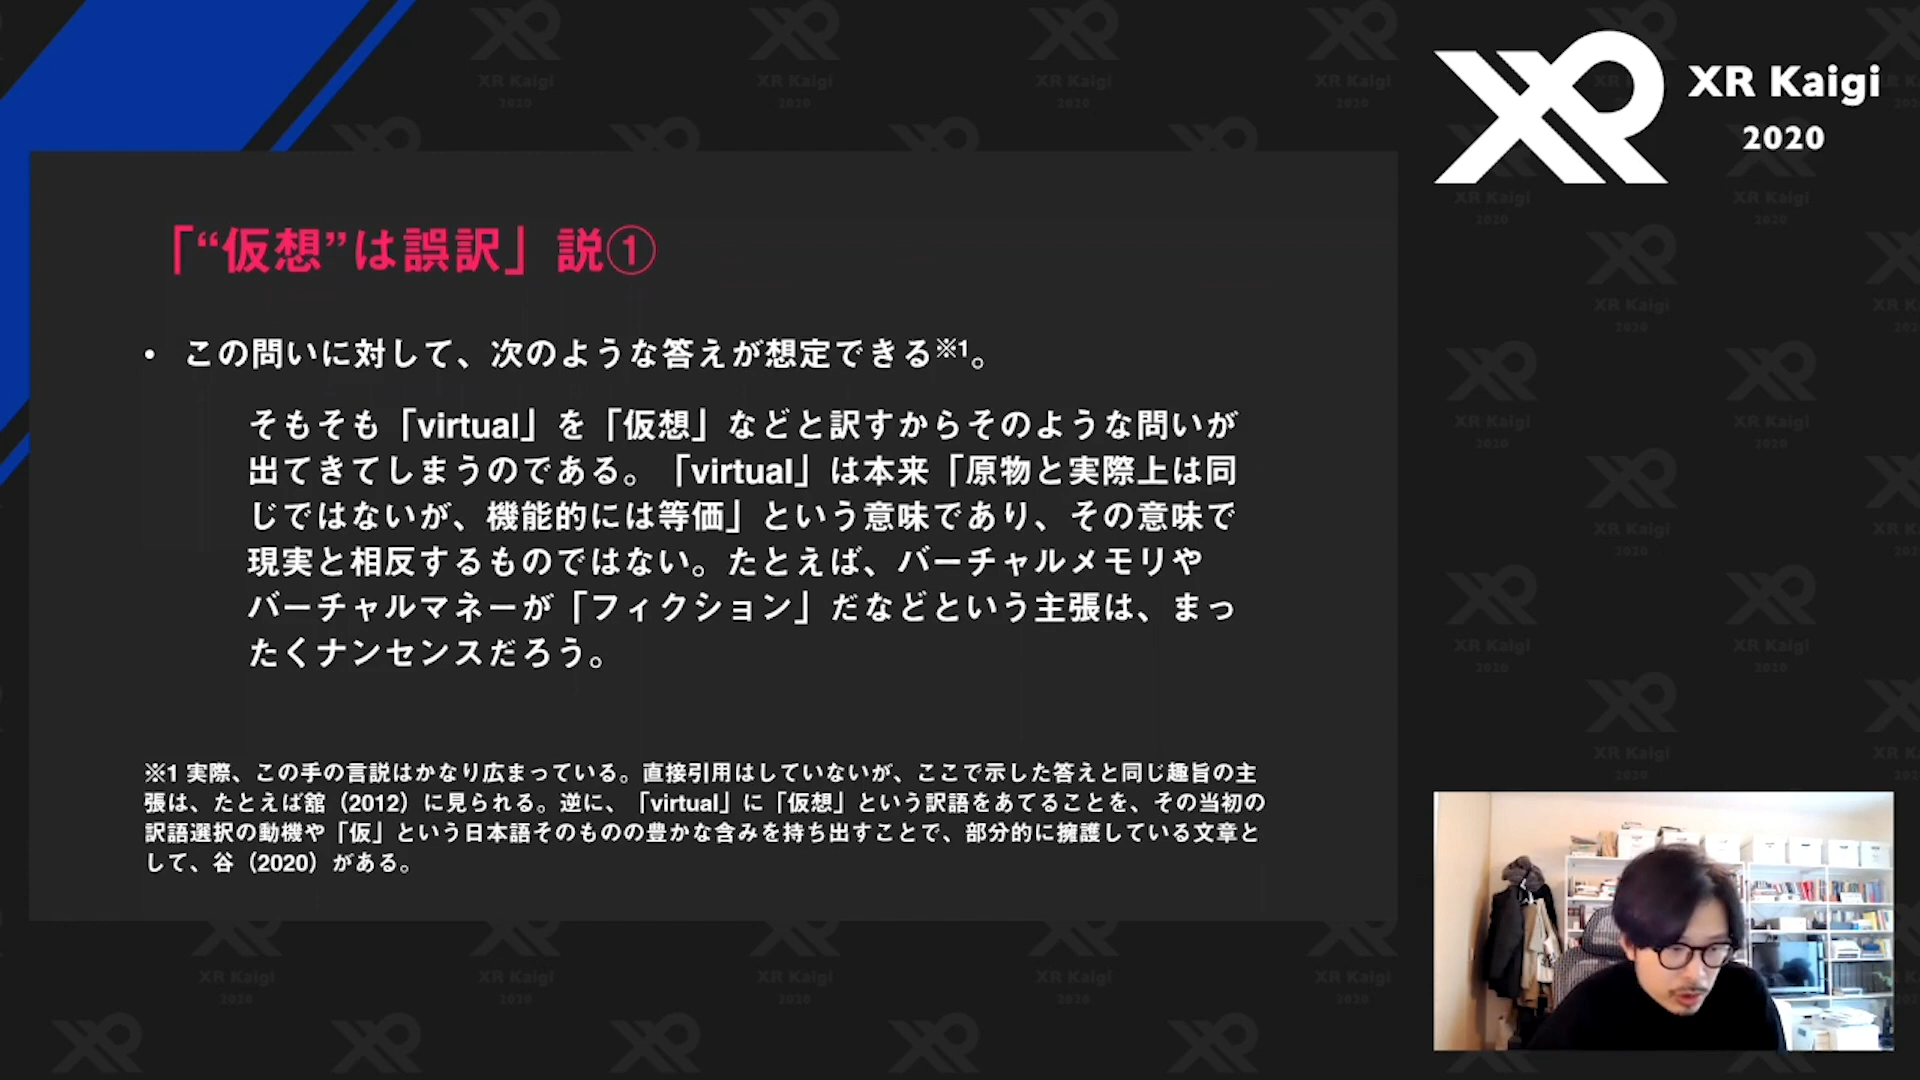 XR Kaigi
2020
「“仮想”は誤訳」説①
• この問いに対して、次のような答えが想定できる※1。
そもそも「virtual」を「仮想」などと訳すからそのような問いが
出てきてしまうのである。「virtual」は本来「原物と実際上は同
じではないが、機能的には等価」という意味であり、その意味で
現実と相反するものではない。たとえば、バーチャルメモリや
バーチャルマネーが「フィクション」だなどという主張は、まっ
たくナンセンスだろう。
※1 実際、この手の言説はかなり広まっている。直接引用はしていないが、ここで示した答えと同じ趣旨の主
張は、たとえば舘（2012）に見られる。逆に、「virtual」に「仮想」という訳語をあてることを、その当初の
訳語選択の動機や「仮」という日本語そのものの豊かな含みを持ち出すことで、部分的に擁護している文章と
して、谷（2020）がある。